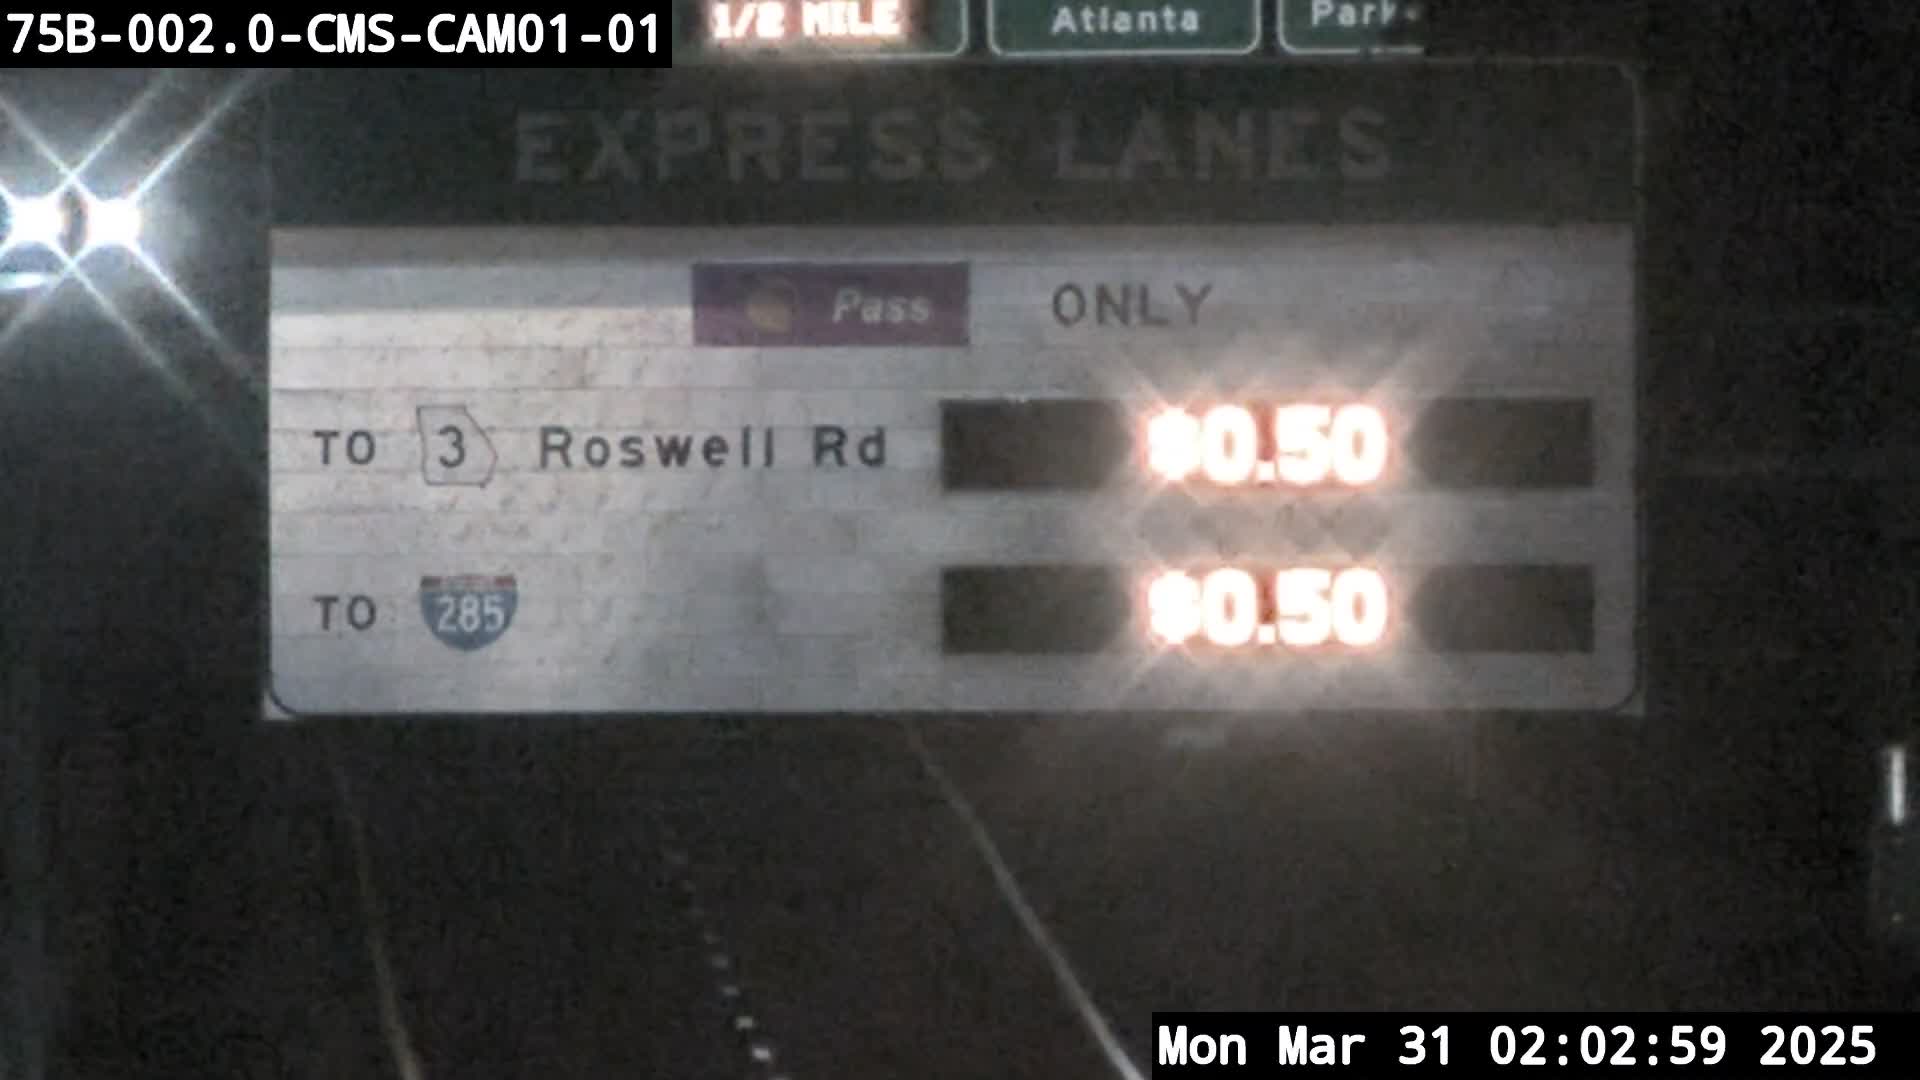 75B-002.0-CMS-CAM01-01
1/2 MILE
Atlanta
EXPRESS LANES
Pass ONLY
TO 3 Roswell Rd $0.50
TO 285 $0.50
Mon Mar 31 02:02:59 2025